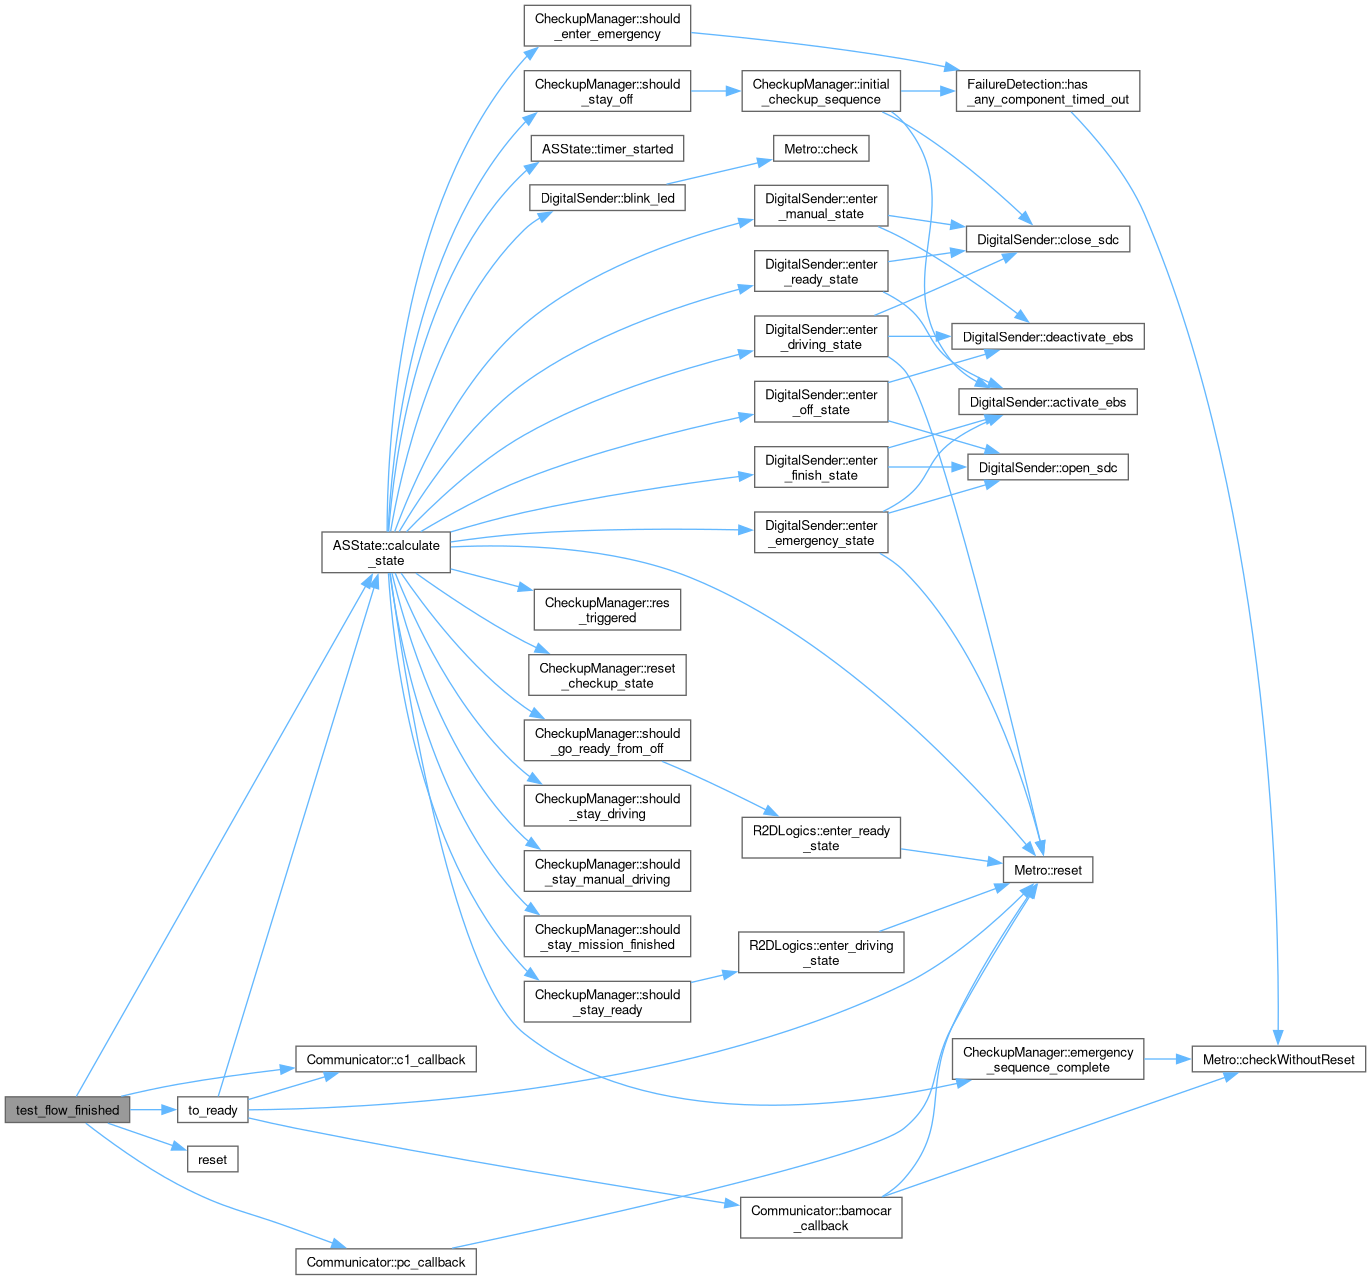 CheckupManager::should
_enter_emergency
CheckupManager::should
_stay_off
CheckupManager::initial
_checkup_sequence
FailureDetection::has
_any_component_timed_out
ASState::timer_started
Metro::check
DigitalSender::blink_led
DigitalSender::enter
_manual_state
DigitalSender::close_sdc
DigitalSender::enter
_ready_state
DigitalSender::enter
_driving_state
DigitalSender::deactivate_ebs
DigitalSender::enter
_off_state
DigitalSender::activate_ebs
DigitalSender::enter
_finish_state
DigitalSender::open_sdc
DigitalSender::enter
_emergency_state
ASState::calculate
_state
CheckupManager::res
_triggered
CheckupManager::reset
_checkup_state
CheckupManager::should
_go_ready_from_off
CheckupManager::should
_stay_driving
R2DLogics::enter_ready
_state
CheckupManager::should
_stay_manual_driving
Metro::reset
CheckupManager::should
_stay_mission_finished
R2DLogics::enter_driving
_state
CheckupManager::should
_stay_ready
Communicator::c1_callback
CheckupManager::emergency
_sequence_complete
Metro::checkWithoutReset
test_flow_finished
to_ready
reset
Communicator::bamocar
_callback
Communicator::pc_callback